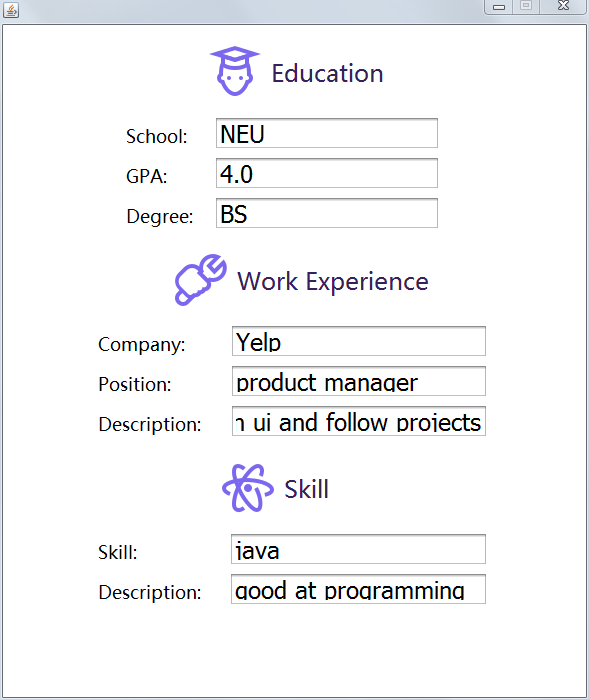 Education
School: NEU
GPA: 4.0
Degree: BS
Work Experience
Company: Yelp
Position: product manager
Description: ui and follow projects
Skill
Skill: java
Description: good at programming